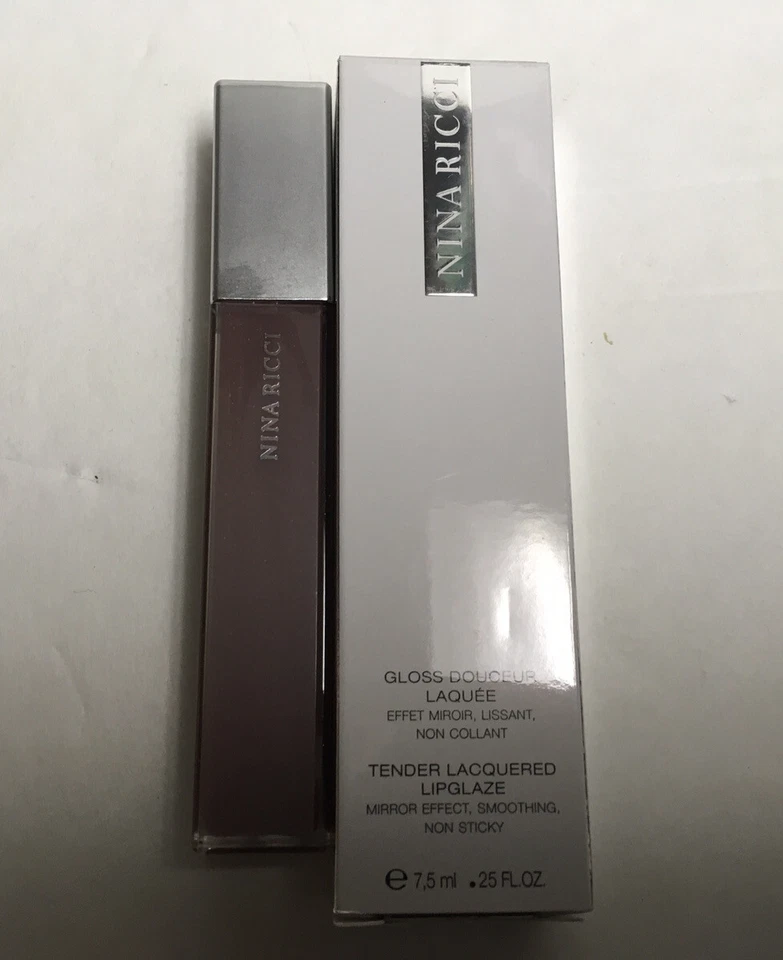 NINA RICCI
NINA RICCI
GLOSS DOUCEUR
LAQUÉE
EFFET MIROIR, LISSANT,
NON COLLANT
TENDER LACQUERED
LIPGLAZE
MIRROR EFFECT, SMOOTHING,
NON STICKY
℮ 7,5 ml .25 FL.OZ.